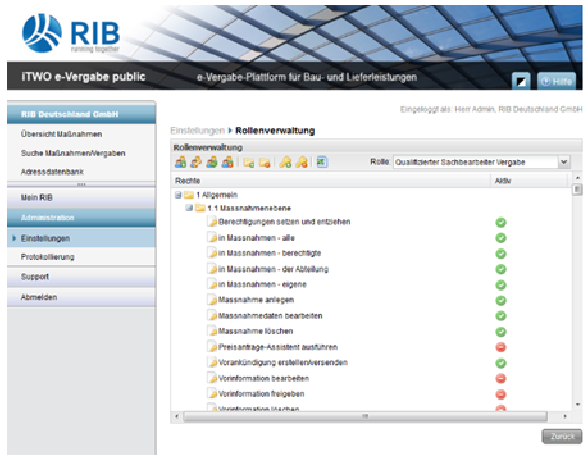 RIB
running together
iTWO e-Vergabe public
e-Vergabe-Plattform für Bau- und Lieferleistungen
Hilfe
Eingeloggt als: Herr Admin, RIB Deutschland GmbH
RIB Deutschland GmbH
Übersicht Maßnahmen
Suche Maßnahmen/Vergaben
Adressdatenbank
Mein RIB
Administration
Einstellungen
Protokollierung
Support
Abmelden
Einstellungen Rollenverwaltung
Rollenverwaltung
Rolle: Qualifizierter Sachbearbeiter Vergabe
Rechte Aktiv
1 Allgemein
1.1 Massnahmenebene
Berechtigungen setzen und entziehen
in Massnahmen - alle
in Massnahmen - berechtigte
in Massnahmen - der Abteilung
in Massnahmen - eigene
Massnahme anlegen
Massnahmedaten bearbeiten
Massnahme löschen
Preisanfrage-Assistent ausführen
Vorankündigung erstellen/versenden
Vorinformation bearbeiten
Vorinformation freigeben
Vorinformation löschen
Zurück